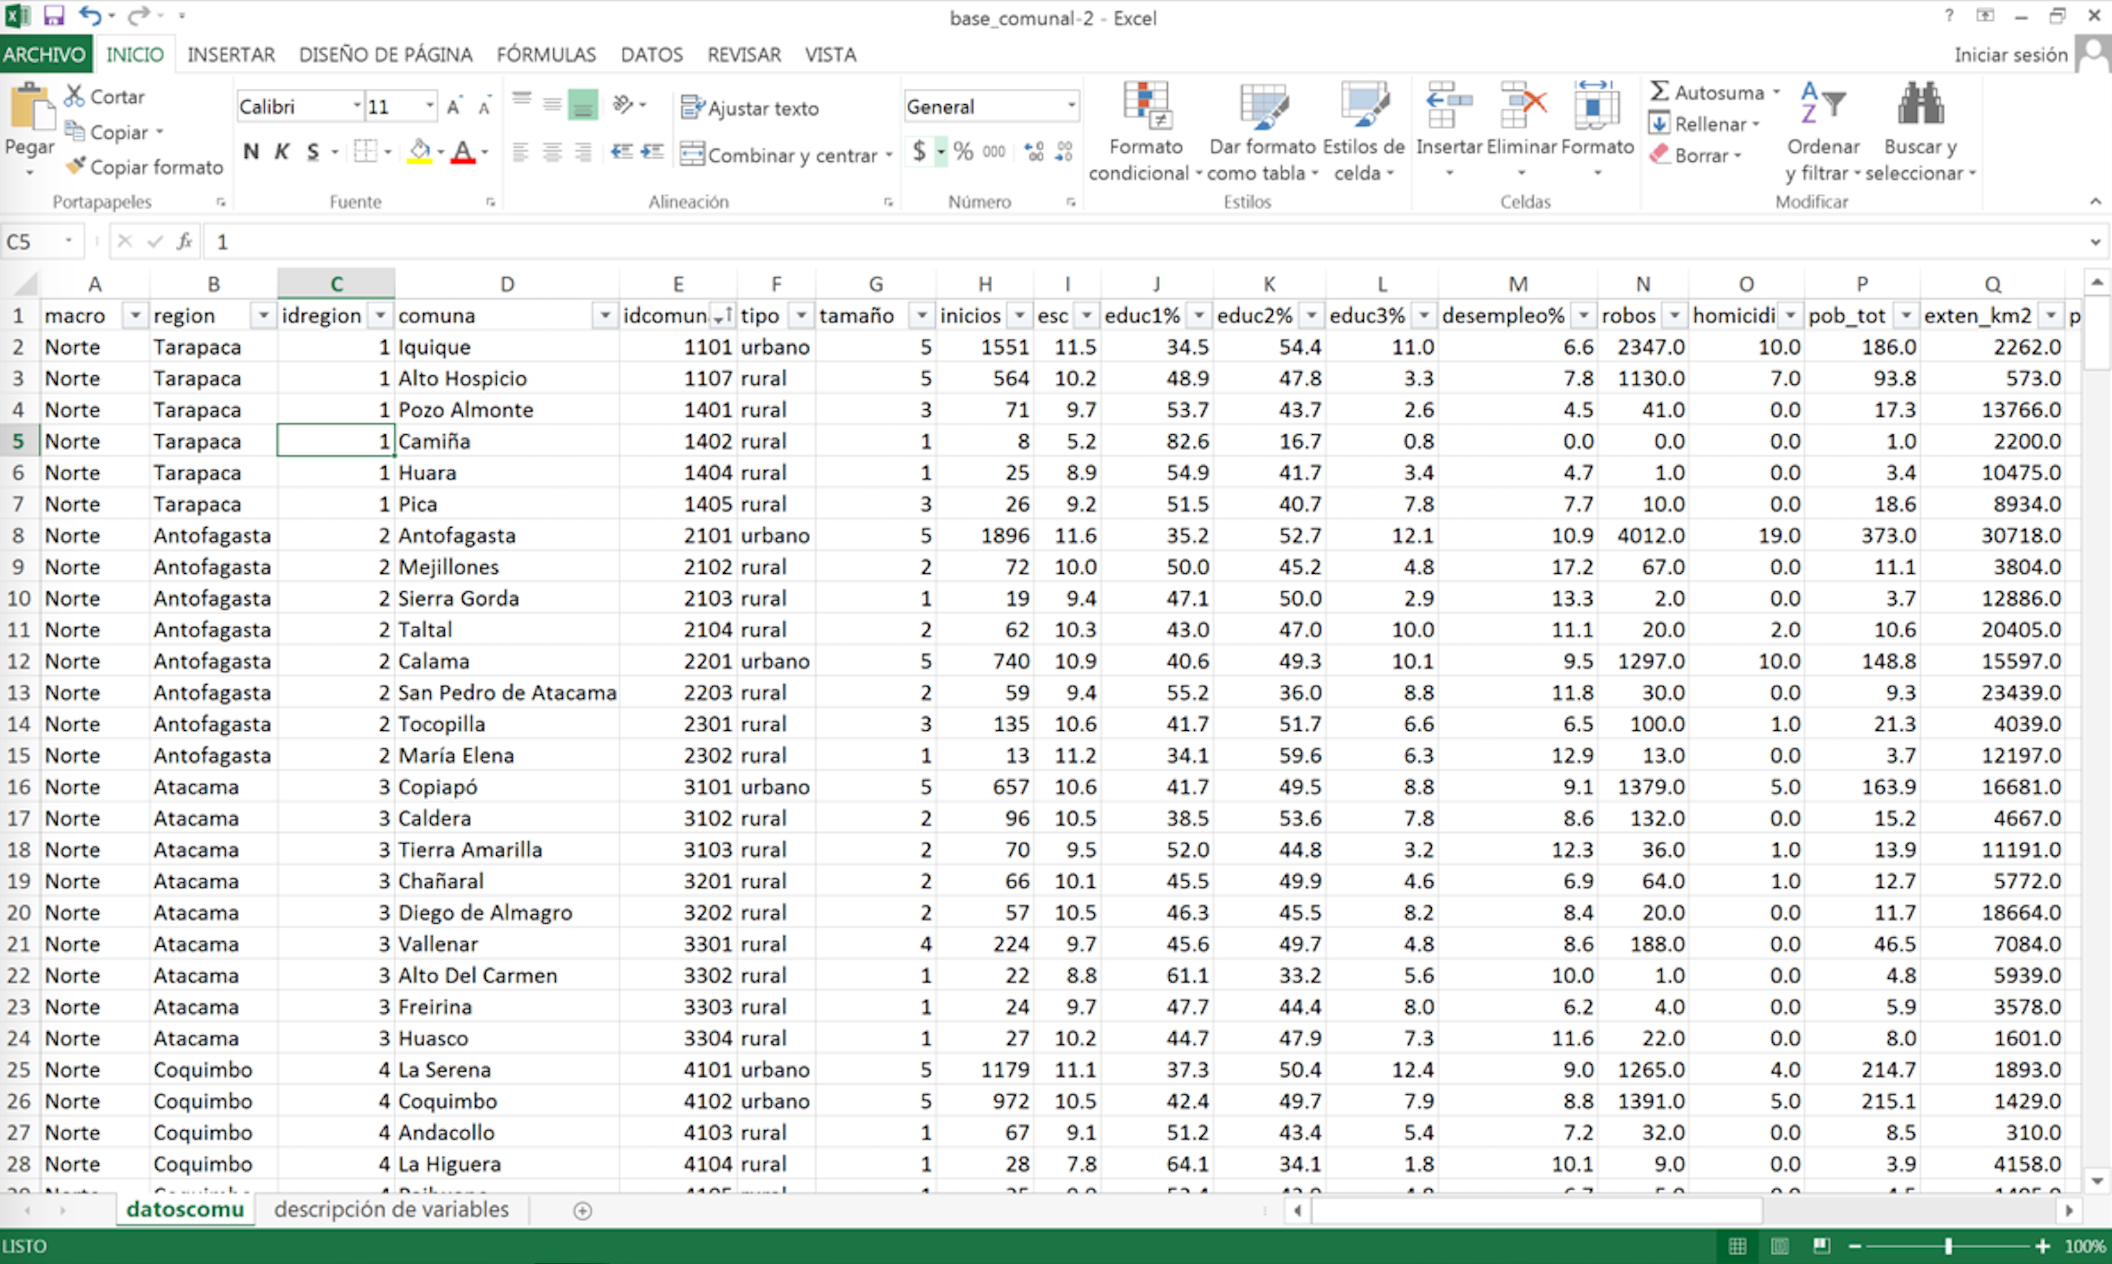 base_comunal-2 - Excel
?
ARCHIVO INICIO INSERTAR DISEÑO DE PÁGINA FÓRMULAS DATOS REVISAR VISTA Iniciar sesión
Pegar Cortar Copiar Copiar formato
Portapapeles
Calibri 11 A A
N K S A
Fuente
Ajustar texto
Combinar y centrar
Alineación
General
$ % 000
Número
Formato condicional Dar formato como tabla Estilos de celda
Estilos
Insertar Eliminar Formato
Celdas
Autosuma Rellenar Borrar
Ordenar y filtrar Buscar y seleccionar
Modificar
C5 fx 1
A B C D E F G H I J K L M N O P Q
1 macro region idregion comuna idcomun tipo tamaño inicios esc educ1% educ2% educ3% desempleo% robos homicidi pob_tot exten_km2 p
2 Norte Tarapaca 1 Iquique 1101 urbano 5 1551 11.5 34.5 54.4 11.0 6.6 2347.0 10.0 186.0 2262.0
3 Norte Tarapaca 1 Alto Hospicio 1107 rural 5 564 10.2 48.9 47.8 3.3 7.8 1130.0 7.0 93.8 573.0
4 Norte Tarapaca 1 Pozo Almonte 1401 rural 3 71 9.7 53.7 43.7 2.6 4.5 41.0 0.0 17.3 13766.0
5 Norte Tarapaca 1 Camiña 1402 rural 1 8 5.2 82.6 16.7 0.8 0.0 0.0 0.0 1.0 2200.0
6 Norte Tarapaca 1 Huara 1404 rural 1 25 8.9 54.9 41.7 3.4 4.7 1.0 0.0 3.4 10475.0
7 Norte Tarapaca 1 Pica 1405 rural 3 26 9.2 51.5 40.7 7.8 7.7 10.0 0.0 18.6 8934.0
8 Norte Antofagasta 2 Antofagasta 2101 urbano 5 1896 11.6 35.2 52.7 12.1 10.9 4012.0 19.0 373.0 30718.0
9 Norte Antofagasta 2 Mejillones 2102 rural 2 72 10.0 50.0 45.2 4.8 17.2 67.0 0.0 11.1 3804.0
10 Norte Antofagasta 2 Sierra Gorda 2103 rural 1 19 9.4 47.1 50.0 2.9 13.3 2.0 0.0 3.7 12886.0
11 Norte Antofagasta 2 Taltal 2104 rural 2 62 10.3 43.0 47.0 10.0 11.1 20.0 2.0 10.6 20405.0
12 Norte Antofagasta 2 Calama 2201 urbano 5 740 10.9 40.6 49.3 10.1 9.5 1297.0 10.0 148.8 15597.0
13 Norte Antofagasta 2 San Pedro de Atacama 2203 rural 2 59 9.4 55.2 36.0 8.8 11.8 30.0 0.0 9.3 23439.0
14 Norte Antofagasta 2 Tocopilla 2301 rural 3 135 10.6 41.7 51.7 6.6 6.5 100.0 1.0 21.3 4039.0
15 Norte Antofagasta 2 María Elena 2302 rural 1 13 11.2 34.1 59.6 6.3 12.9 13.0 0.0 3.7 12197.0
16 Norte Atacama 3 Copiapó 3101 urbano 5 657 10.6 41.7 49.5 8.8 9.1 1379.0 5.0 163.9 16681.0
17 Norte Atacama 3 Caldera 3102 rural 2 96 10.5 38.5 53.6 7.8 8.6 132.0 0.0 15.2 4667.0
18 Norte Atacama 3 Tierra Amarilla 3103 rural 2 70 9.5 52.0 44.8 3.2 12.3 36.0 1.0 13.9 11191.0
19 Norte Atacama 3 Chañaral 3201 rural 2 66 10.1 45.5 49.9 4.6 6.9 64.0 1.0 12.7 5772.0
20 Norte Atacama 3 Diego de Almagro 3202 rural 2 57 10.5 46.3 45.5 8.2 8.4 20.0 0.0 11.7 18664.0
21 Norte Atacama 3 Vallenar 3301 rural 4 224 9.7 45.6 49.7 4.8 8.6 188.0 0.0 46.5 7084.0
22 Norte Atacama 3 Alto Del Carmen 3302 rural 1 22 8.8 61.1 33.2 5.6 10.0 1.0 0.0 4.8 5939.0
23 Norte Atacama 3 Freirina 3303 rural 1 24 9.7 47.7 44.4 8.0 6.2 4.0 0.0 5.9 3578.0
24 Norte Atacama 3 Huasco 3304 rural 1 27 10.2 44.7 47.9 7.3 11.6 22.0 0.0 8.0 1601.0
25 Norte Coquimbo 4 La Serena 4101 urbano 5 1179 11.1 37.3 50.4 12.4 9.0 1265.0 4.0 214.7 1893.0
26 Norte Coquimbo 4 Coquimbo 4102 urbano 5 972 10.5 42.4 49.7 7.9 8.8 1391.0 5.0 215.1 1429.0
27 Norte Coquimbo 4 Andacollo 4103 rural 1 67 9.1 51.2 43.4 5.4 7.2 32.0 0.0 8.5 310.0
28 Norte Coquimbo 4 La Higuera 4104 rural 1 28 7.8 64.1 34.1 1.8 10.1 9.0 0.0 3.9 4158.0
datoscomu descripción de variables
LISTO 100%